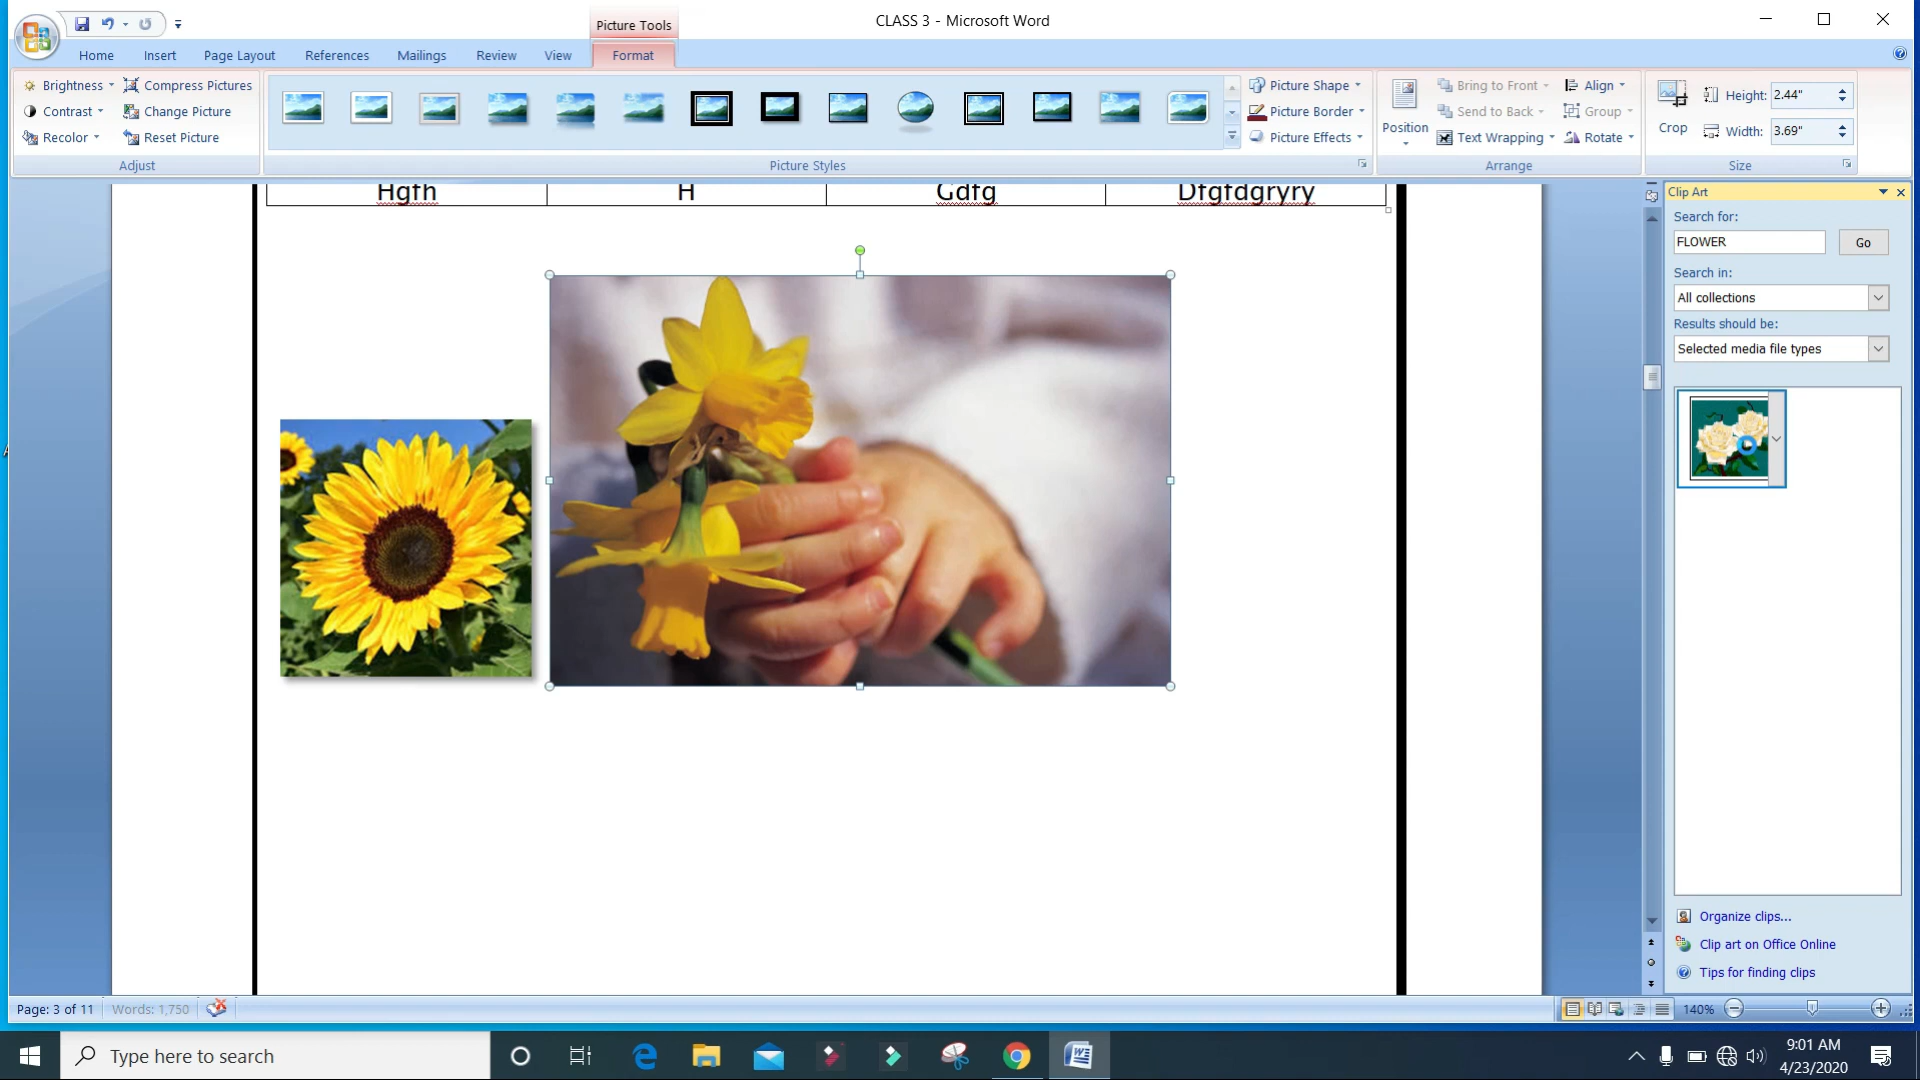 CLASS 3 - Microsoft Word
Picture Tools
Home Insert Page Layout References Mailings Review View Format
Brightness
Contrast
Recolor
Compress Pictures
Change Picture
Reset Picture
Adjust
Picture Styles
Picture Shape
Picture Border
Picture Effects
Position
Bring to Front
Send to Back
Text Wrapping
Align
Group
Rotate
Arrange
Crop
Height: 2.44"
Width: 3.69"
Size
Hgfh H Gdfg Dfgfdgryry
Clip Art
Search for:
FLOWER Go
Search in:
All collections
Results should be:
Selected media file types
Organize clips...
Clip art on Office Online
Tips for finding clips
Page: 3 of 11 Words: 1,750 140%
Type here to search
9:01 AM
4/23/2020